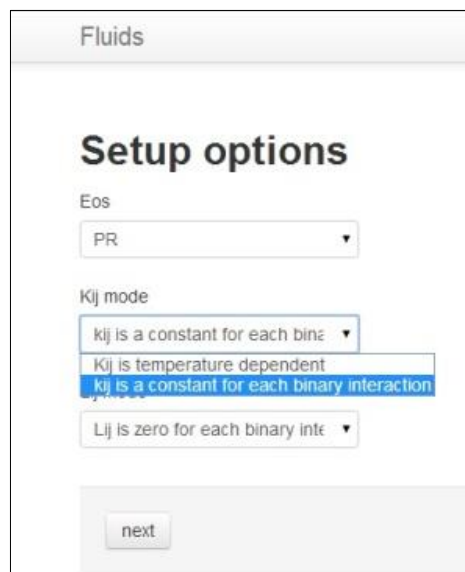 Fluids
Setup options
Eos
PR
Kij mode
kij is a constant for each bina
Kij is temperature dependent
kij is a constant for each binary interaction
Lij is zero for each binary inte
next